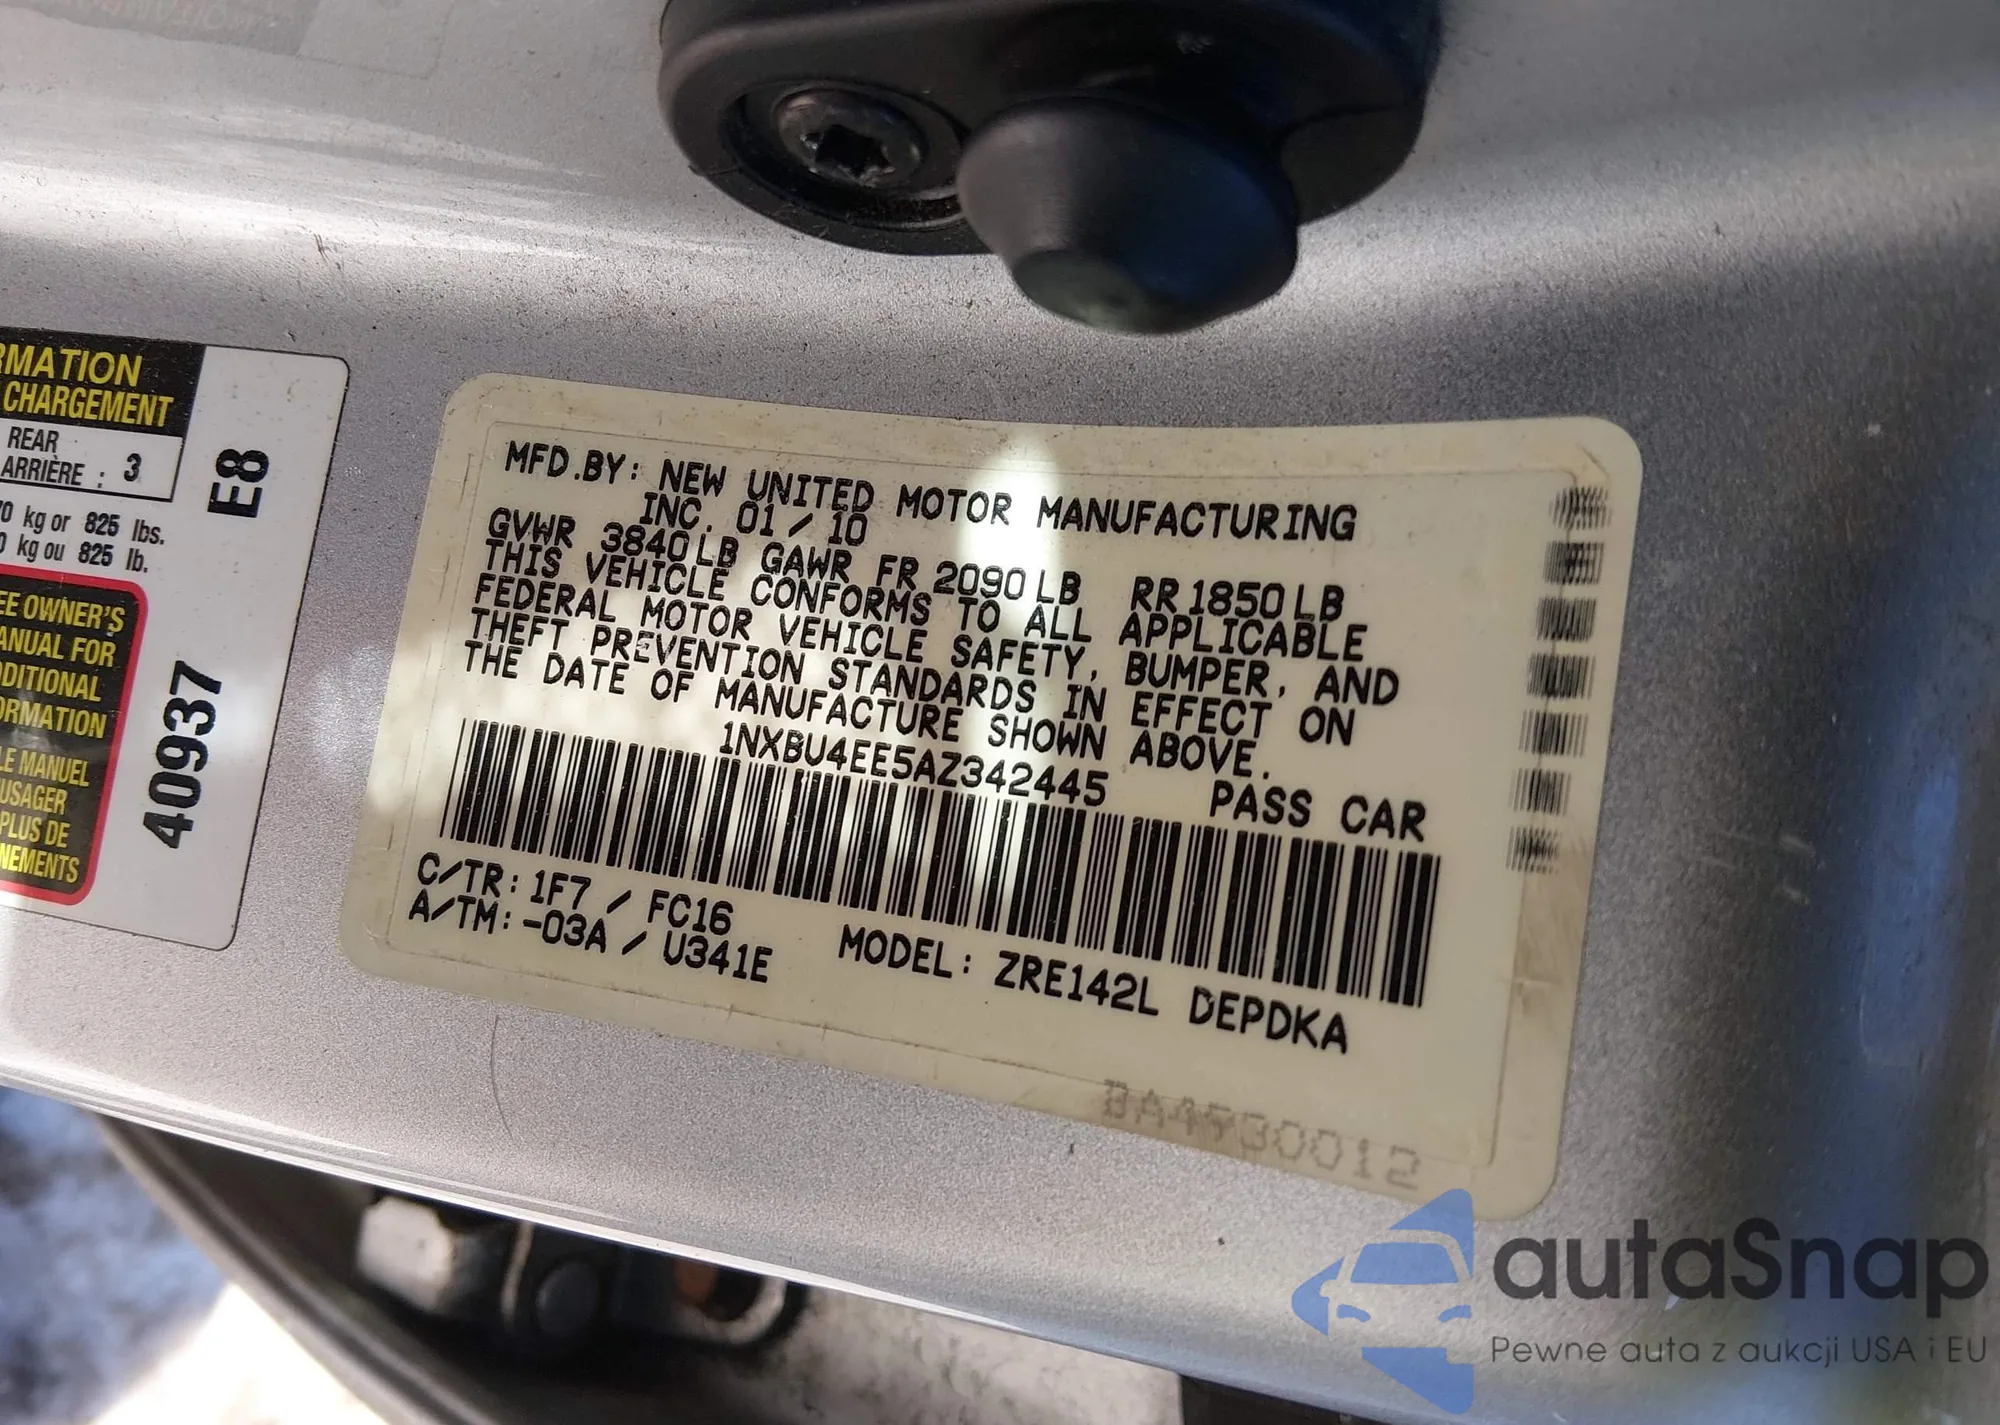 RMATION
CHARGEMENT
REAR
ARRIÈRE : 3
70 kg or 825 lbs.
0 kg ou 825 lb.
EE OWNER'S
ANUAL FOR
DDITIONAL
ORMATION
LE MANUEL
USAGER
PLUS DE
NEMENTS
E8
40937
MFD.BY: NEW UNITED MOTOR MANUFACTURING
INC. 01/10
GVWR 3840LB GAWR FR 2090LB RR1850LB
THIS VEHICLE CONFORMS TO ALL APPLICABLE
FEDERAL MOTOR VEHICLE SAFETY, BUMPER, AND
THEFT PREVENTION STANDARDS IN EFFECT ON
THE DATE OF MANUFACTURE SHOWN ABOVE.
1NXBU4EE5AZ342445 PASS CAR
C/TR: 1F7 / FC16
A/TM: -03A / U341E
MODEL: ZRE142L DEPDKA
BA4730012
autaSnap
Pewne auta z aukcji USA i EU